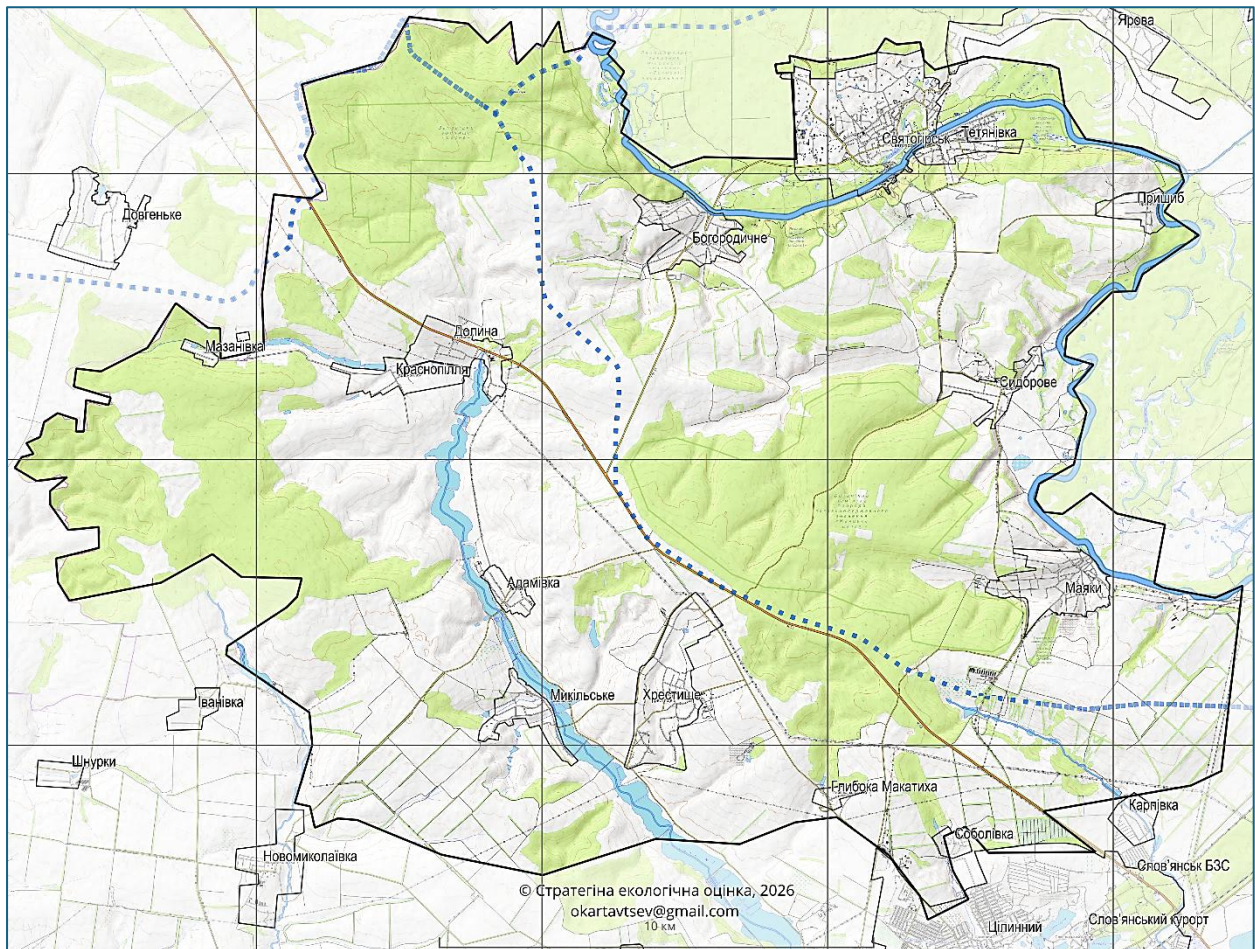 Ярова
Святогірськ
Тетянівка
Пришиб
Довгеньке
Богородичне
Долина
Мазанівка
Краснопілля
Сидорове
Адамівка
Маяки
Микільське
Хрестище
Іванівка
Шнурки
Глибока Макатиха
Карпівка
Соболівка
Новомиколаївка
Слов'янськ БЗС
© Стратегіна екологічна оцінка, 2026
okartavtsev@gmail.com
10 км
Слов'янський курорт
Цілинний